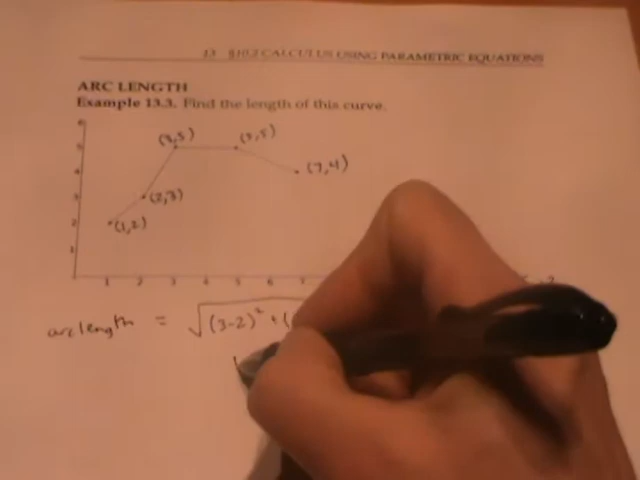 13 §10.2 CALCULUS USING PARAMETRIC EQUATIONS
ARC LENGTH
Example 13.3. Find the length of this curve.
6
(3,5) (5,5)
5
(7,4)
4
3 (2,3)
2 (1,2)
1
1 2 3 4 5 6 7
arc length = √(3-2)² + (